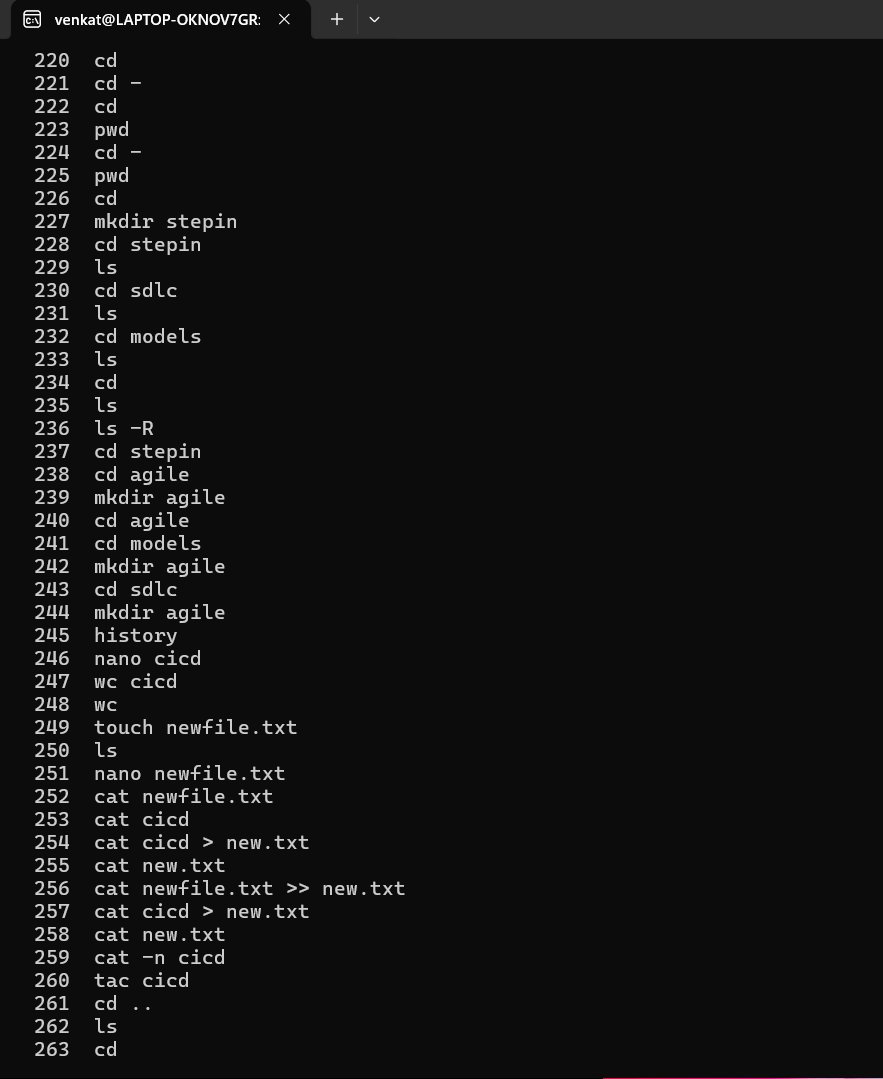 venkat@LAPTOP-OKNOV7GR:
220 cd
221 cd -
222 cd
223 pwd
224 cd -
225 pwd
226 cd
227 mkdir stepin
228 cd stepin
229 ls
230 cd sdlc
231 ls
232 cd models
233 ls
234 cd
235 ls
236 ls -R
237 cd stepin
238 cd agile
239 mkdir agile
240 cd agile
241 cd models
242 mkdir agile
243 cd sdlc
244 mkdir agile
245 history
246 nano cicd
247 wc cicd
248 wc
249 touch newfile.txt
250 ls
251 nano newfile.txt
252 cat newfile.txt
253 cat cicd
254 cat cicd > new.txt
255 cat new.txt
256 cat newfile.txt >> new.txt
257 cat cicd > new.txt
258 cat new.txt
259 cat -n cicd
260 tac cicd
261 cd ..
262 ls
263 cd